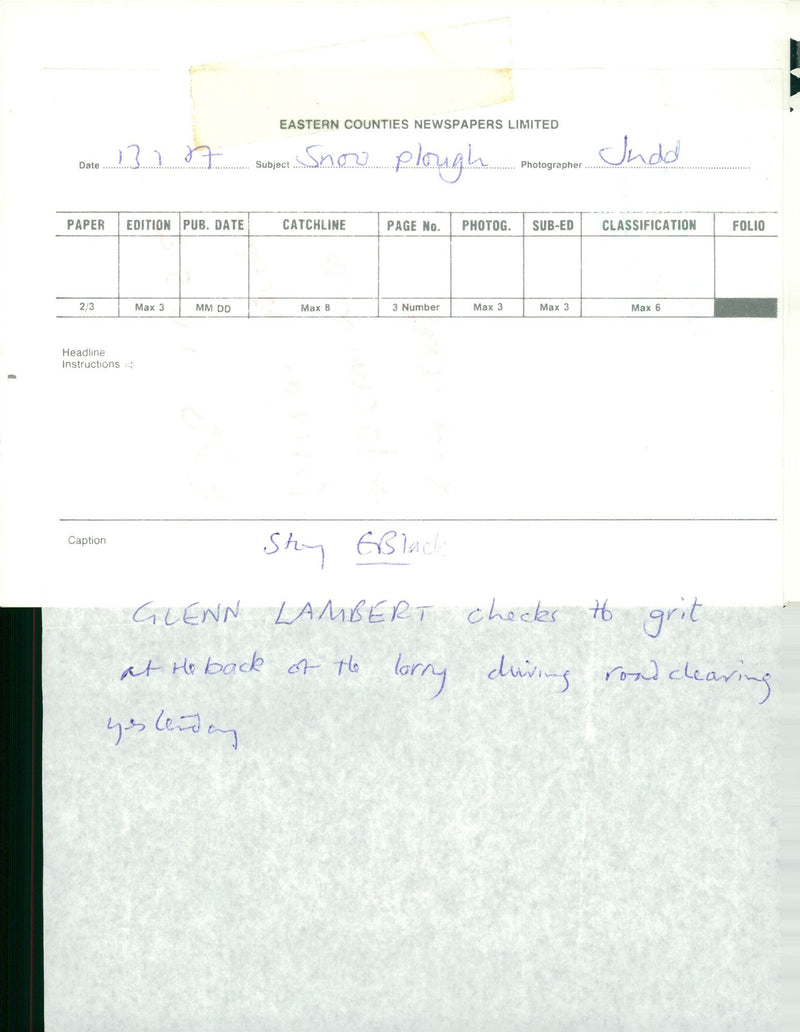 EASTERN COUNTIES NEWSPAPERS LIMITED
Date 13 1 87 Subject Snow plough Photographer Judd
PAPER EDITION PUB. DATE CATCHLINE PAGE No. PHOTOG. SUB-ED CLASSIFICATION FOLIO
2/3 Max 3 MM DD Max 8 3 Number Max 3 Max 3 Max 6
Headline
Instructions -:
Caption Story EBlack
GLENN LAMBERT checks the grit
at the back of the lorry during road clearing
yesterday